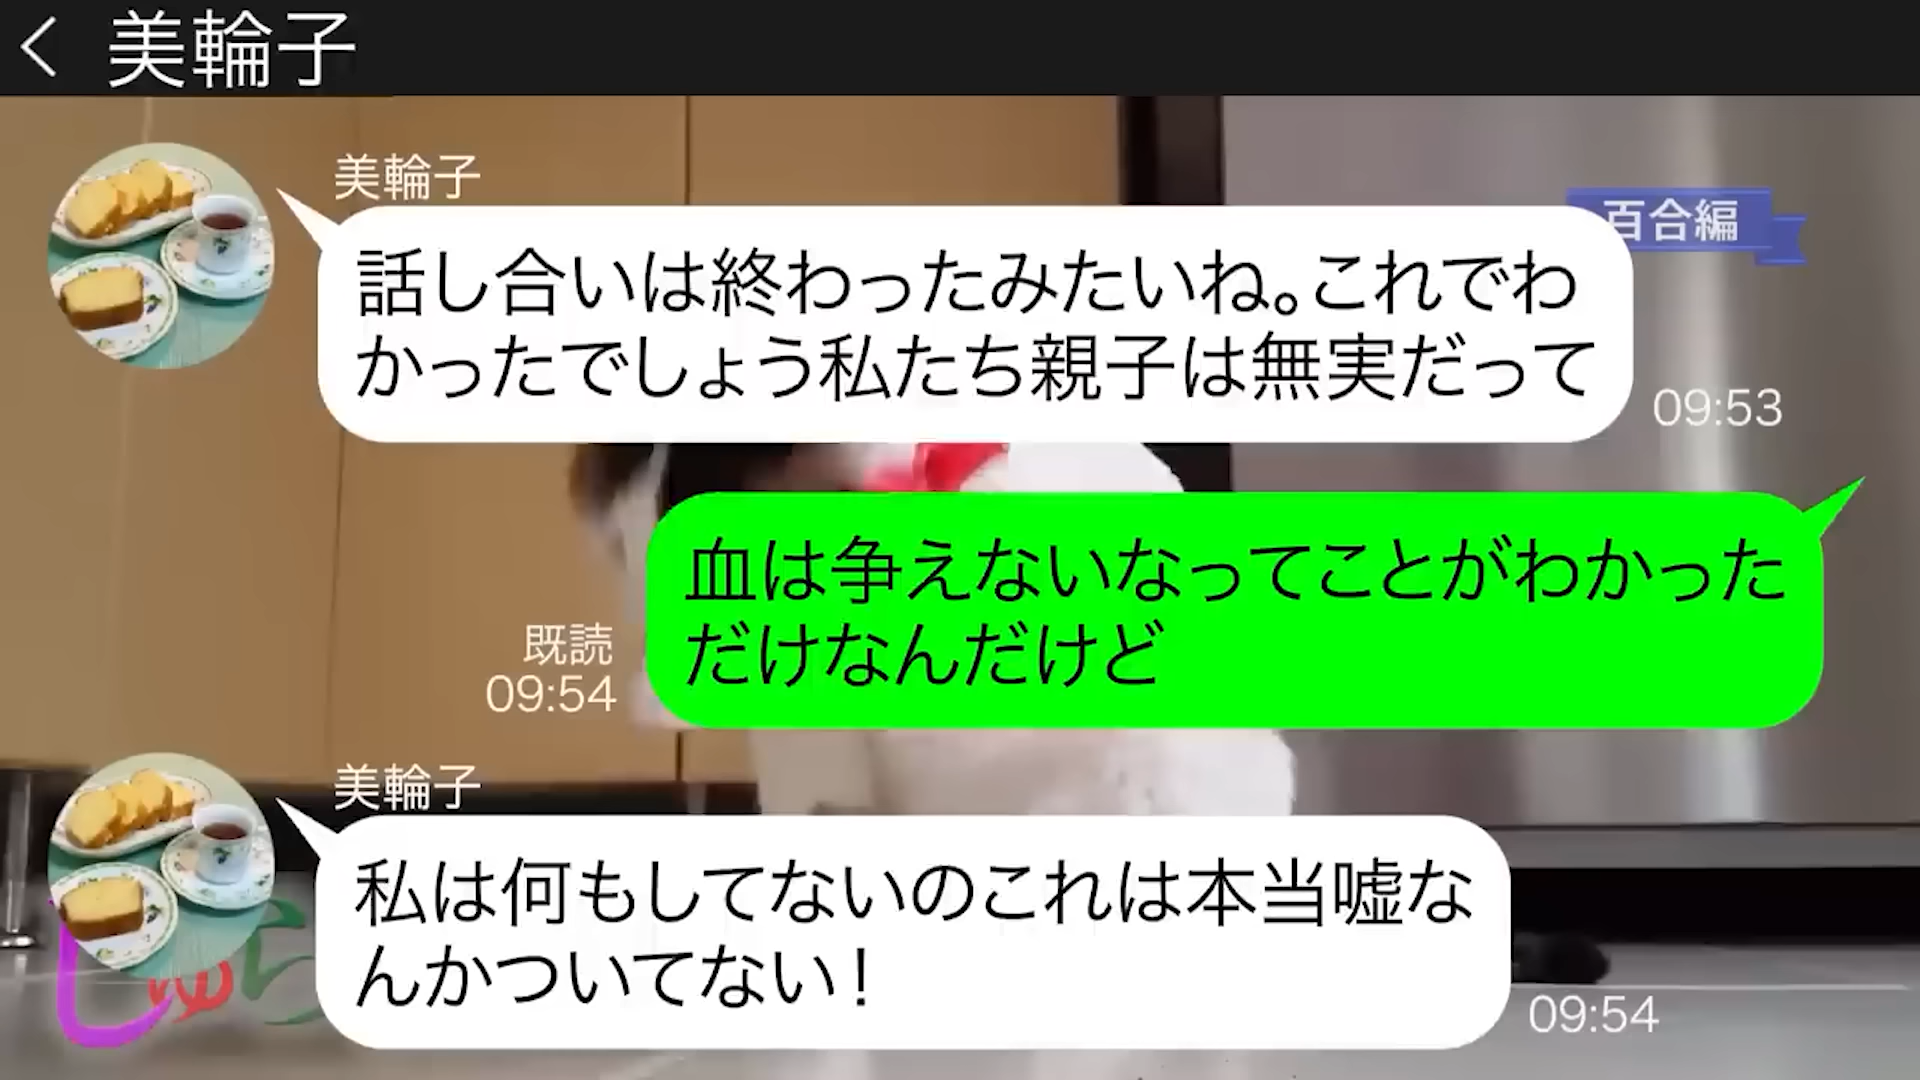 美輪子
美輪子
百合編
話し合いは終わったみたいね。これでわ
かったでしょう私たち親子は無実だって
09:53
血は争えないなってことがわかった
だけなんだけど
既読
09:54
美輪子
私は何もしてないのこれは本当嘘な
んかついてない!
09:54
しゅら